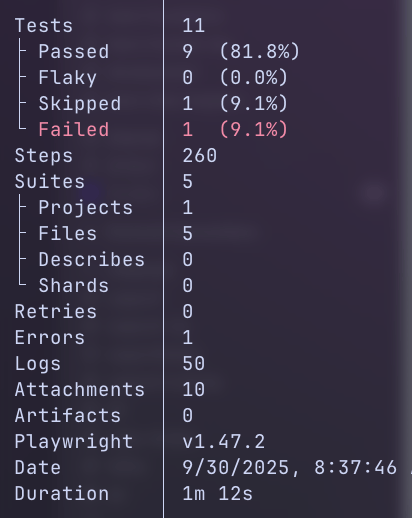 Tests 11
Passed 9 (81.8%)
Flaky 0 (0.0%)
Skipped 1 (9.1%)
Failed 1 (9.1%)
Steps 260
Suites 5
Projects 1
Files 5
Describes 0
Shards 0
Retries 0
Errors 1
Logs 50
Attachments 10
Artifacts 0
Playwright v1.47.2
Date 9/30/2025, 8:37:46
Duration 1m 12s